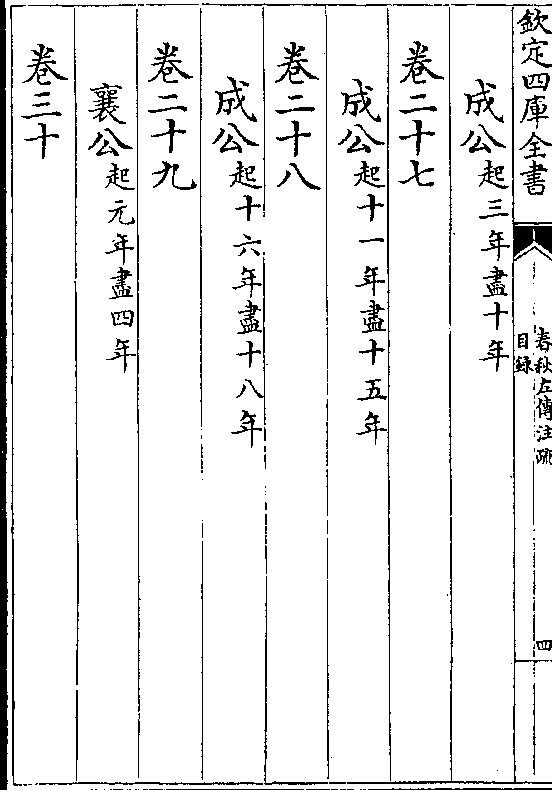 欽定四庫全書
春秋左傳注疏
目録
四
成公起三年盡十年
卷二十七
成公起十一年盡十五年
卷二十八
成公起十六年盡十八年
卷二十九
襄公起元年盡四年
卷三十